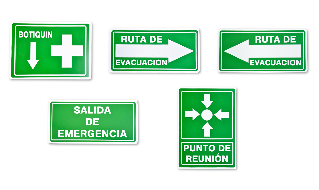 BOTIQUIN
RUTA DE
EVACUACION
RUTA DE
EVACUACION
SALIDA
DE
EMERGENCIA
PUNTO DE
REUNIÓN